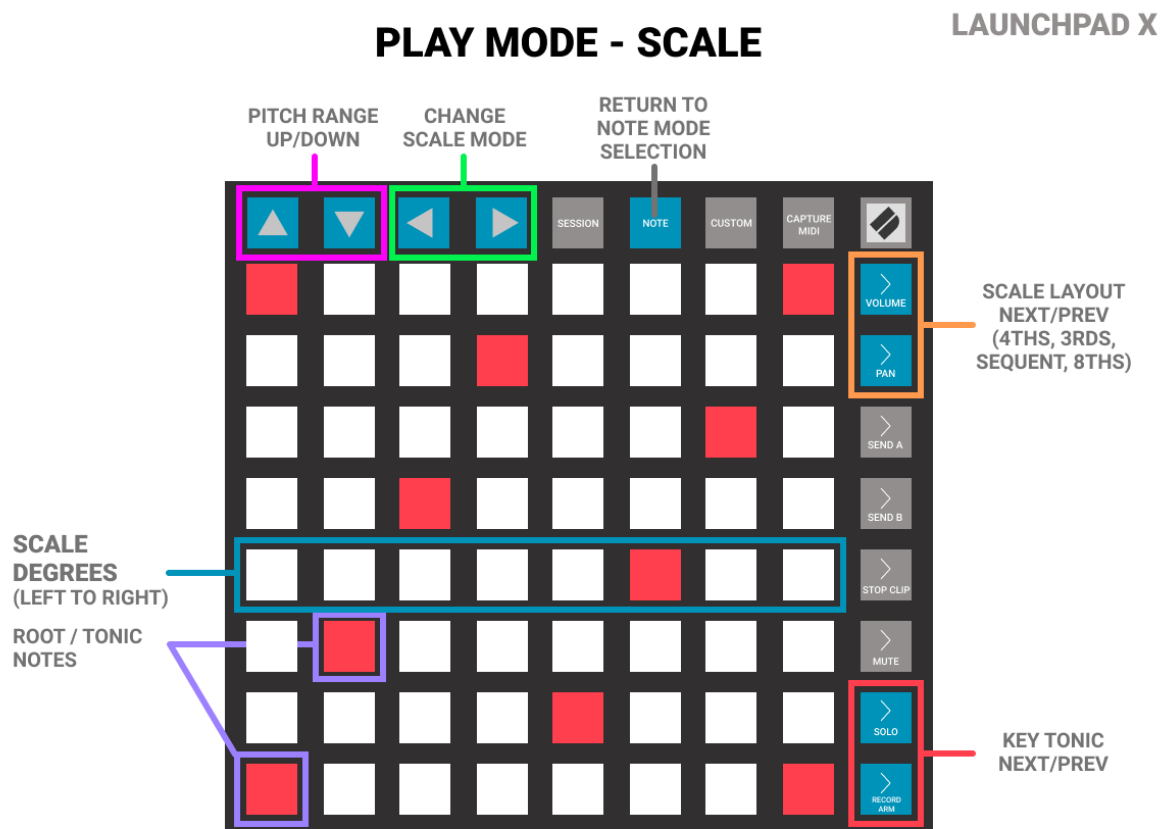 LAUNCHPAD X
PLAY MODE - SCALE
PITCH RANGE
UP/DOWN
CHANGE
SCALE MODE
RETURN TO
NOTE MODE
SELECTION
SESSION
NOTE
CUSTOM
CAPTURE
MIDI
VOLUME
PAN
SCALE LAYOUT
NEXT/PREV
(4THS, 3RDS,
SEQUENT, 8THS)
SEND A
SEND B
SCALE
DEGREES
(LEFT TO RIGHT)
STOP CLIP
ROOT / TONIC
NOTES
MUTE
SOLO
KEY TONIC
NEXT/PREV
RECORD
ARM